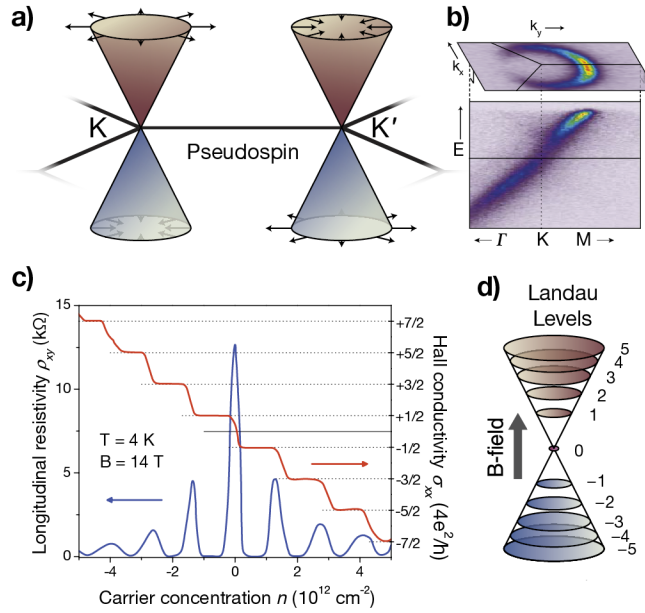 a)
K
K′
Pseudospin
b)
k_y
k_x
E
Γ
K
M
c)
Longitudinal resistivity ρ_xy (kΩ)
15
10
5
0
T = 4 K
B = 14 T
+7/2
+5/2
+3/2
+1/2
−1/2
−3/2
−5/2
−7/2
Hall conductivity σ_xx (4e²/h)
-4
-2
0
2
4
Carrier concentration n (10¹² cm⁻²)
d)
Landau
Levels
B-field
5
4
3
2
1
0
−1
−2
−3
−4
−5